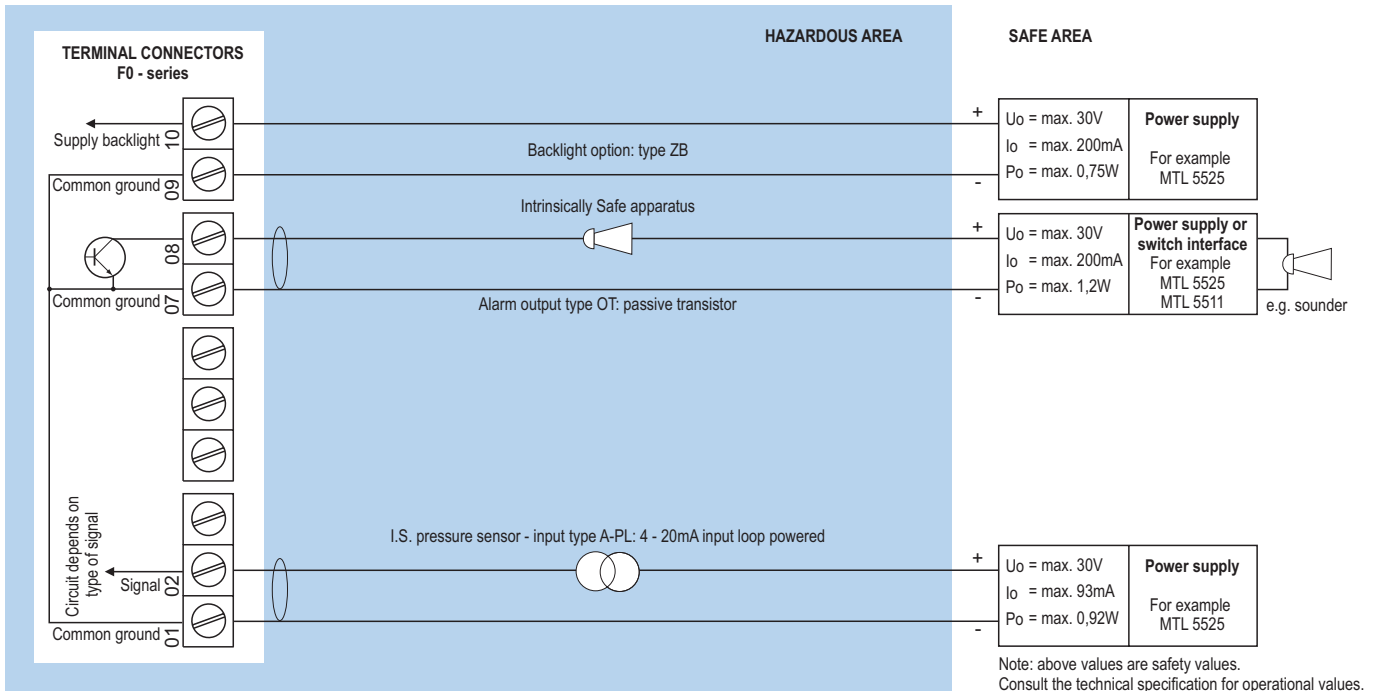 HAZARDOUS AREA
SAFE AREA
TERMINAL CONNECTORS
F0 - series
Supply backlight
10
Common ground
09
08
Common ground
07
Circuit depends on
type of signal
Signal
02
Common ground
01
Backlight option: type ZB
Intrinsically Safe apparatus
Alarm output type OT: passive transistor
I.S. pressure sensor - input type A-PL: 4 - 20mA input loop powered
+
-
Uo = max. 30V
Io = max. 200mA
Po = max. 0,75W
Power supply
For example
MTL 5525
+
-
Uo = max. 30V
Io = max. 200mA
Po = max. 1,2W
Power supply or
switch interface
For example
MTL 5525
MTL 5511
e.g. sounder
+
-
Uo = max. 30V
Io = max. 93mA
Po = max. 0,92W
Power supply
For example
MTL 5525
Note: above values are safety values.
Consult the technical specification for operational values.